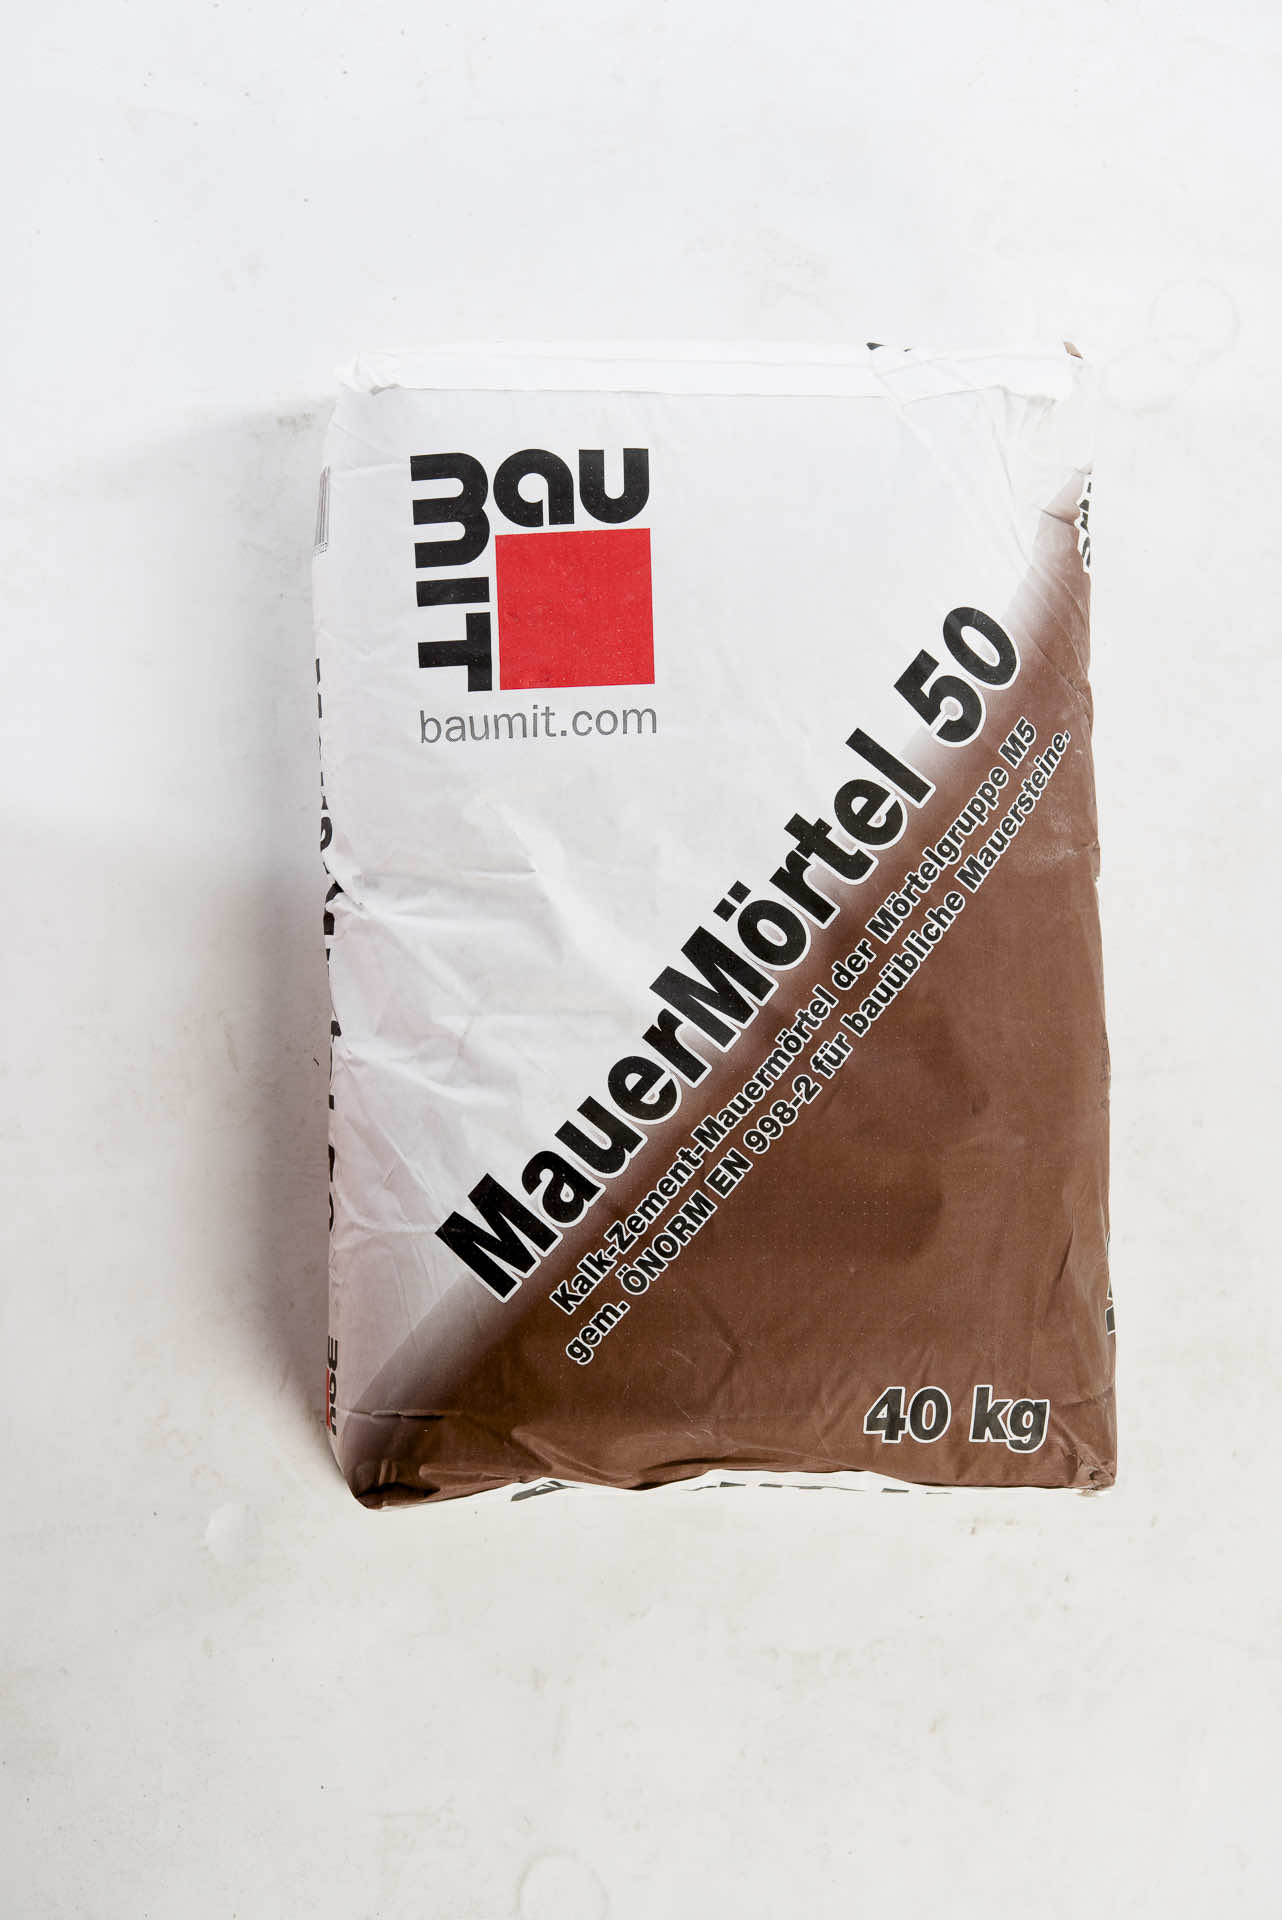 bau
mit
baumit.com
MauerMörtel 50
Kalk-Zement-Mauermörtel der Mörtelgruppe M5
gem. ÖNORM EN 998-2 für bauübliche Mauersteine.
40 kg